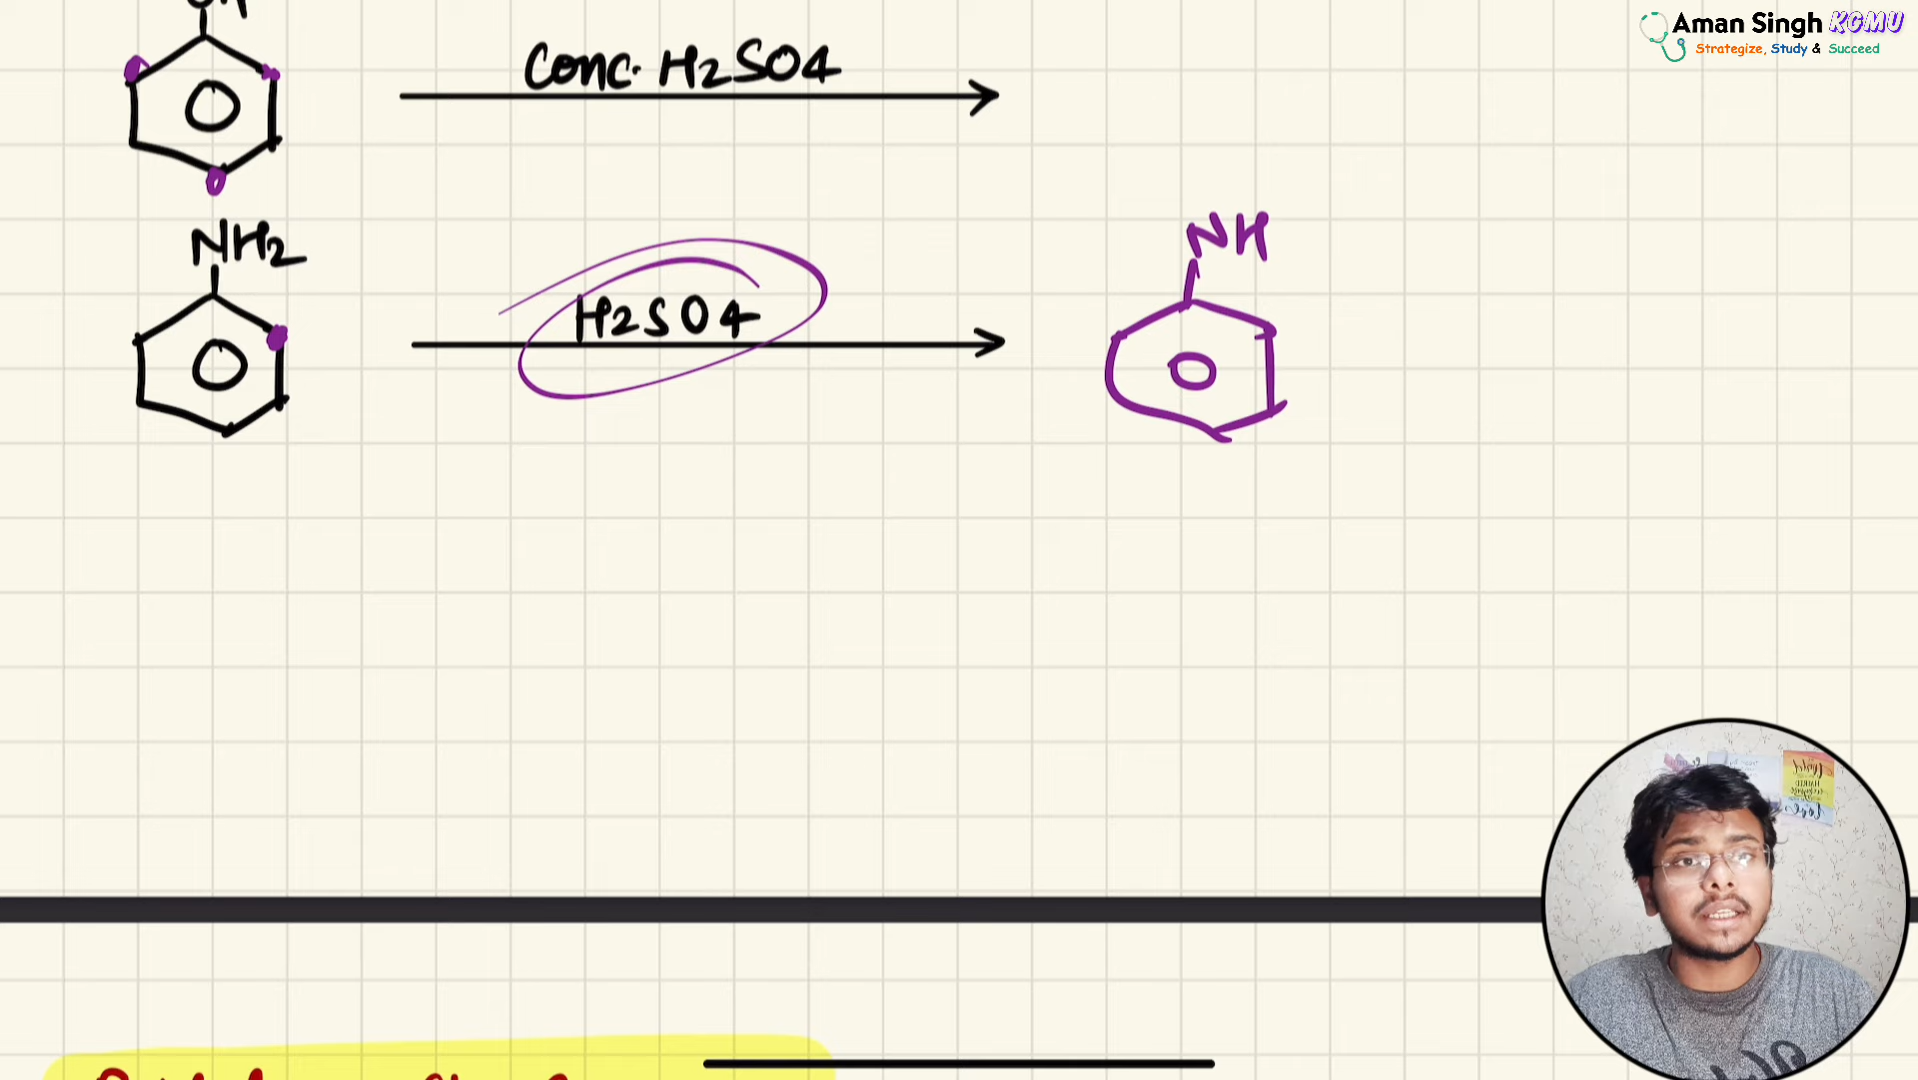 Aman Singh KGMU
Strategize, Study & Succeed
Conc. H2SO4
NH2
H2SO4
NH